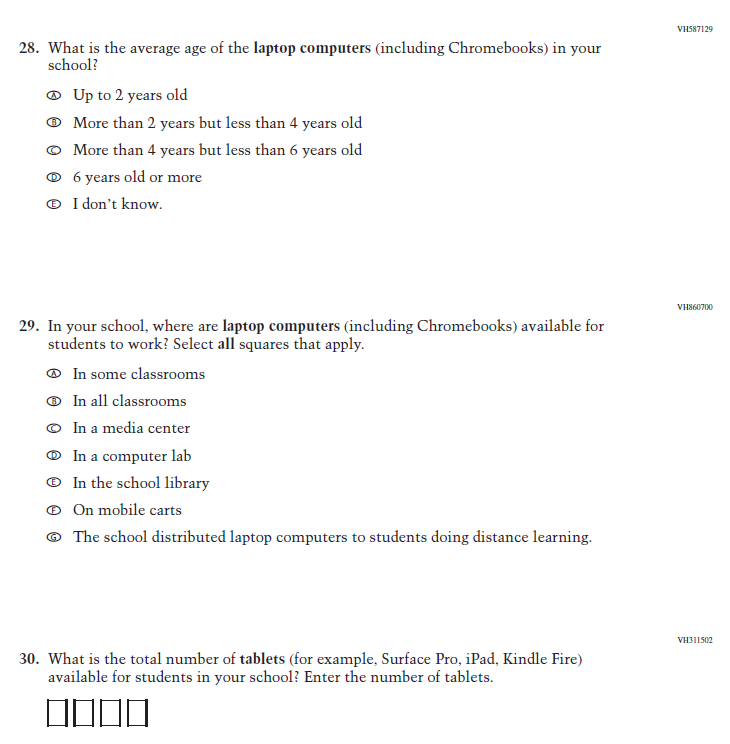 VH587129
28. What is the average age of the laptop computers (including Chromebooks) in your
school?
A Up to 2 years old
B More than 2 years but less than 4 years old
C More than 4 years but less than 6 years old
D 6 years old or more
E I don't know.
VH860700
29. In your school, where are laptop computers (including Chromebooks) available for
students to work? Select all squares that apply.
A In some classrooms
B In all classrooms
C In a media center
D In a computer lab
E In the school library
F On mobile carts
G The school distributed laptop computers to students doing distance learning.
VH311502
30. What is the total number of tablets (for example, Surface Pro, iPad, Kindle Fire)
available for students in your school? Enter the number of tablets.